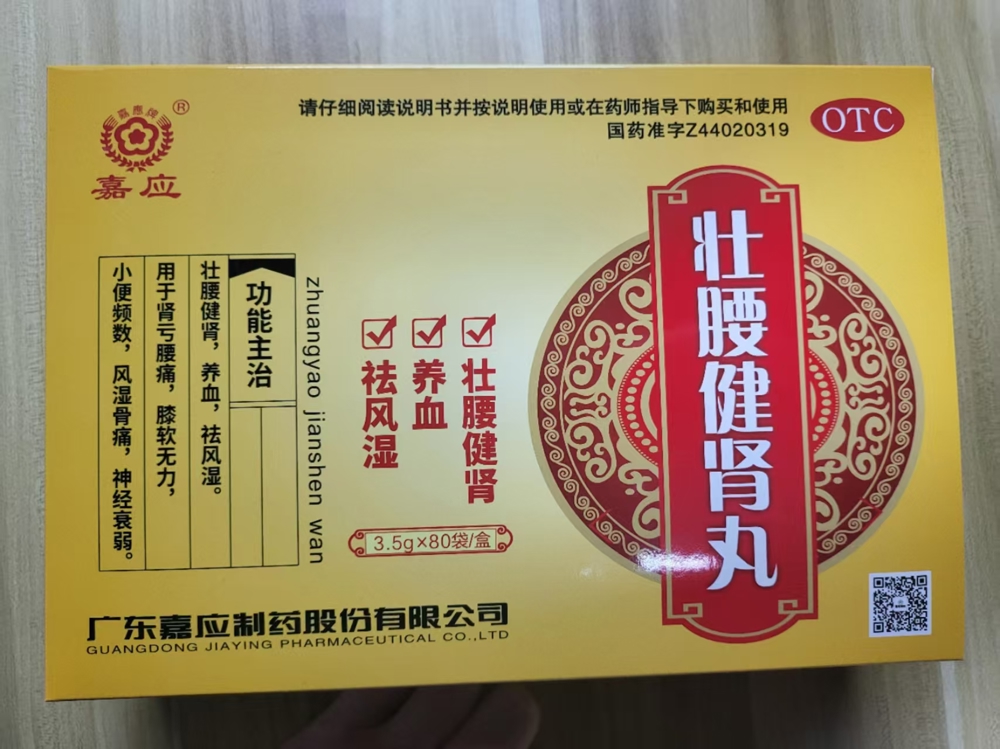 嘉應牌
®
嘉应
请仔细阅读说明书并按说明使用或在药师指导下购买和使用
国药准字Z44020319
OTC
壮腰健肾丸
壮腰健肾
养血
祛风湿
3.5g×80袋/盒
zhuangyao jianshen wan
功能主治
壮腰健肾，养血，祛风湿。
用于肾亏腰痛，膝软无力，
小便频数，风湿骨痛，神经衰弱。
广东嘉应制药股份有限公司
GUANGDONG JIAYING PHARMACEUTICAL CO.,LTD